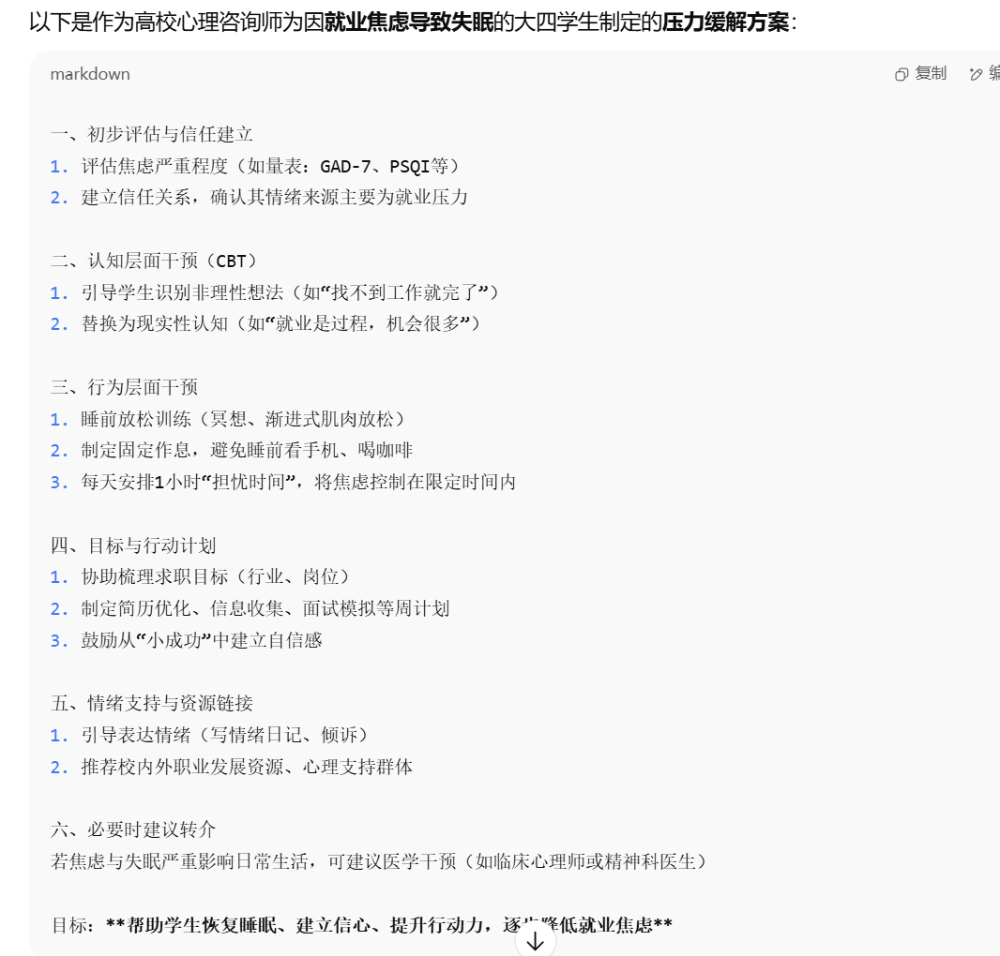 以下是作为高校心理咨询师为因就业焦虑导致失眠的大四学生制定的压力缓解方案：
markdown
复制
编
一、初步评估与信任建立
1. 评估焦虑严重程度（如量表：GAD-7、PSQI等）
2. 建立信任关系，确认其情绪来源主要为就业压力
二、认知层面干预（CBT）
1. 引导学生识别非理性想法（如“找不到工作就完了”）
2. 替换为现实性认知（如“就业是过程，机会很多”）
三、行为层面干预
1. 睡前放松训练（冥想、渐进式肌肉放松）
2. 制定固定作息，避免睡前看手机、喝咖啡
3. 每天安排1小时“担忧时间”，将焦虑控制在限定时间内
四、目标与行动计划
1. 协助梳理求职目标（行业、岗位）
2. 制定简历优化、信息收集、面试模拟等周计划
3. 鼓励从“小成功”中建立自信感
五、情绪支持与资源链接
1. 引导表达情绪（写情绪日记、倾诉）
2. 推荐校内外职业发展资源、心理支持群体
六、必要时建议转介
若焦虑与失眠严重影响日常生活，可建议医学干预（如临床心理师或精神科医生）
目标：**帮助学生恢复睡眠、建立信心、提升行动力，逐步降低就业焦虑**